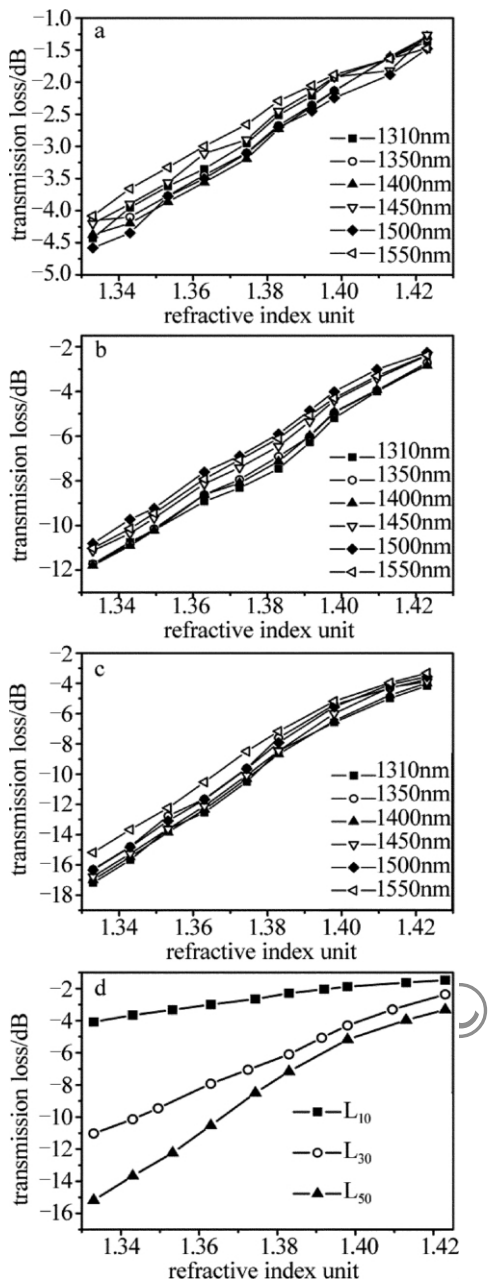 a
transmission loss/dB
−1.0
−1.5
−2.0
−2.5
−3.0
−3.5
−4.0
−4.5
−5.0
1310nm
1350nm
1400nm
1450nm
1500nm
1550nm
1.34 1.36 1.38 1.40 1.42
refractive index unit
b
transmission loss/dB
−2
−4
−6
−8
−10
−12
1310nm
1350nm
1400nm
1450nm
1500nm
1550nm
1.34 1.36 1.38 1.40 1.42
refractive index unit
c
transmission loss/dB
−2
−4
−6
−8
−10
−12
−14
−16
−18
1310nm
1350nm
1400nm
1450nm
1500nm
1550nm
1.34 1.36 1.38 1.40 1.42
refractive index unit
d
transmission loss/dB
−2
−4
−6
−8
−10
−12
−14
−16
L₁₀
L₃₀
L₅₀
1.34 1.36 1.38 1.40 1.42
refractive index unit